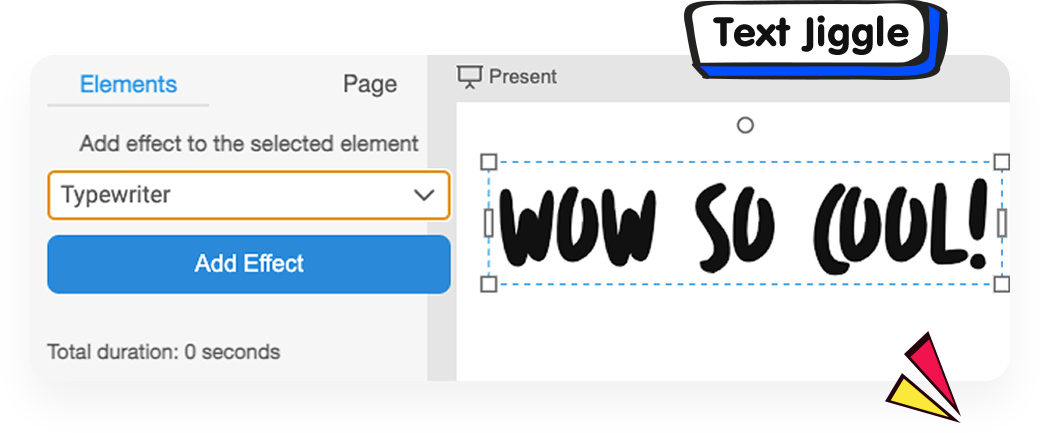 Text Jiggle
Elements
Page
Present
Add effect to the selected element
Typewriter
Add Effect
Total duration: 0 seconds
WOW SO COOL!